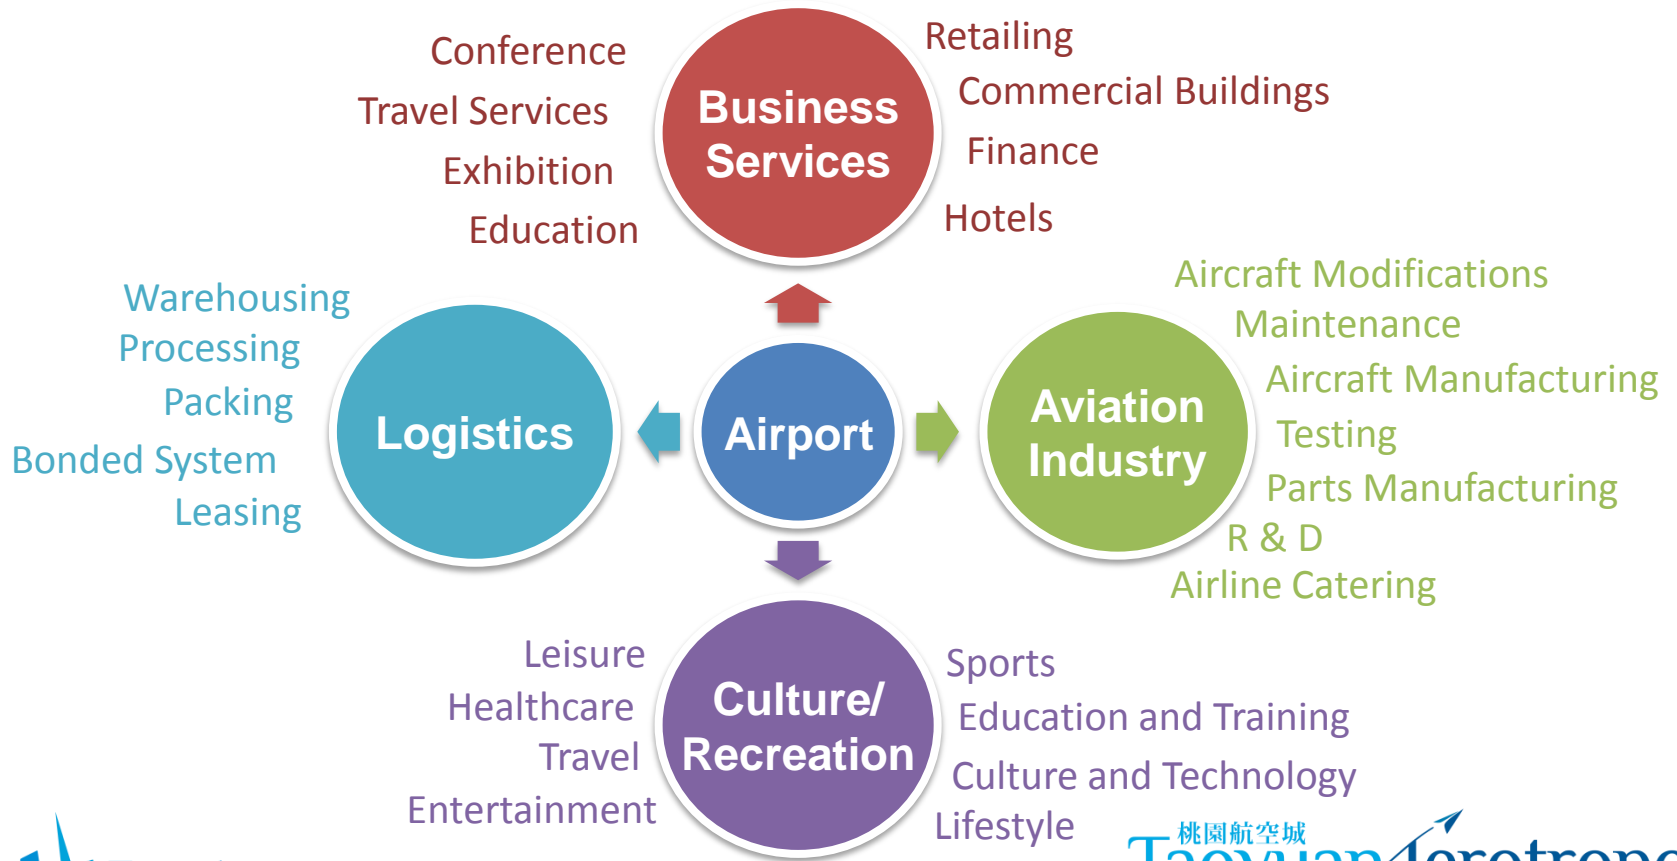 Conference
Travel Services
Exhibition
Education
Business
Services
Retailing
Commercial Buildings
Finance
Hotels
Warehousing
Processing
Packing
Bonded System
Leasing
Logistics
Airport
Aviation
Industry
Aircraft Modifications
Maintenance
Aircraft Manufacturing
Testing
Parts Manufacturing
R & D
Airline Catering
Leisure
Healthcare
Travel
Entertainment
Culture/
Recreation
Sports
Education and Training
Culture and Technology
Lifestyle
桃園航空城
Taoyuan